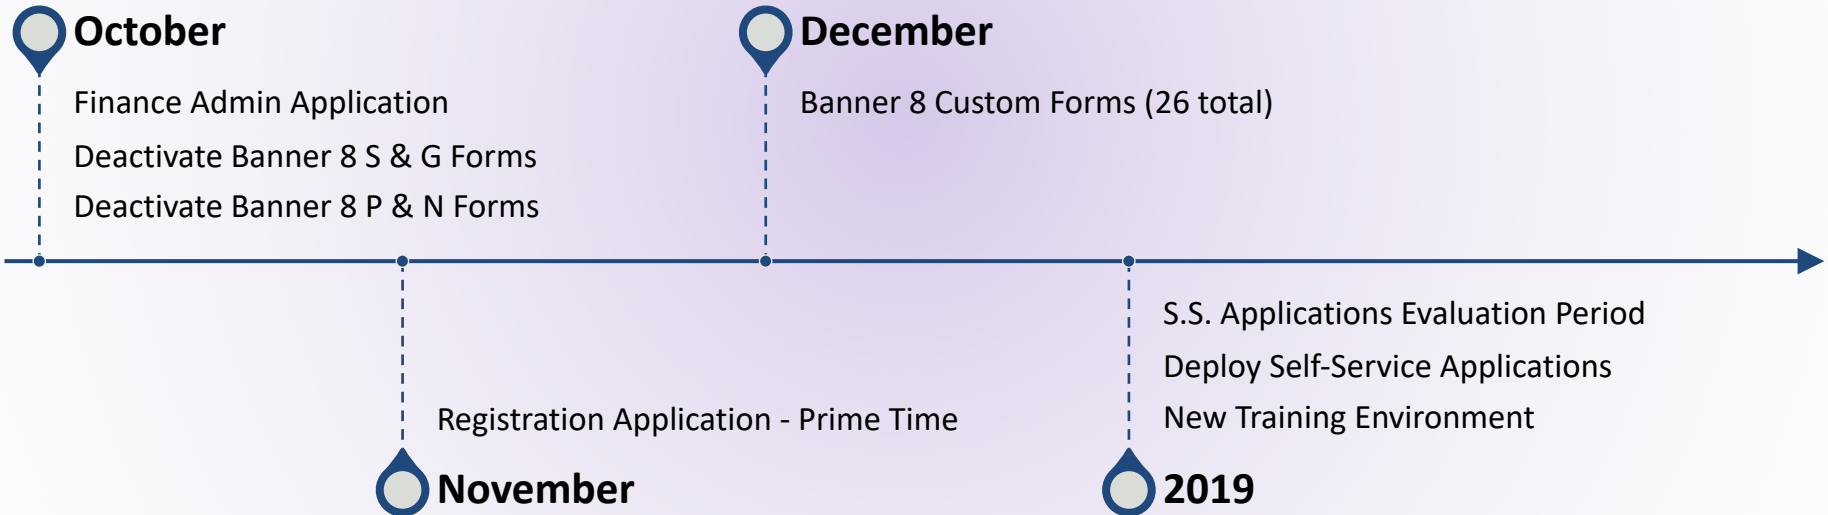 October
Finance Admin Application
Deactivate Banner 8 S & G Forms
Deactivate Banner 8 P & N Forms
Registration Application - Prime Time
November
December
Banner 8 Custom Forms (26 total)
S.S. Applications Evaluation Period
Deploy Self-Service Applications
New Training Environment
2019